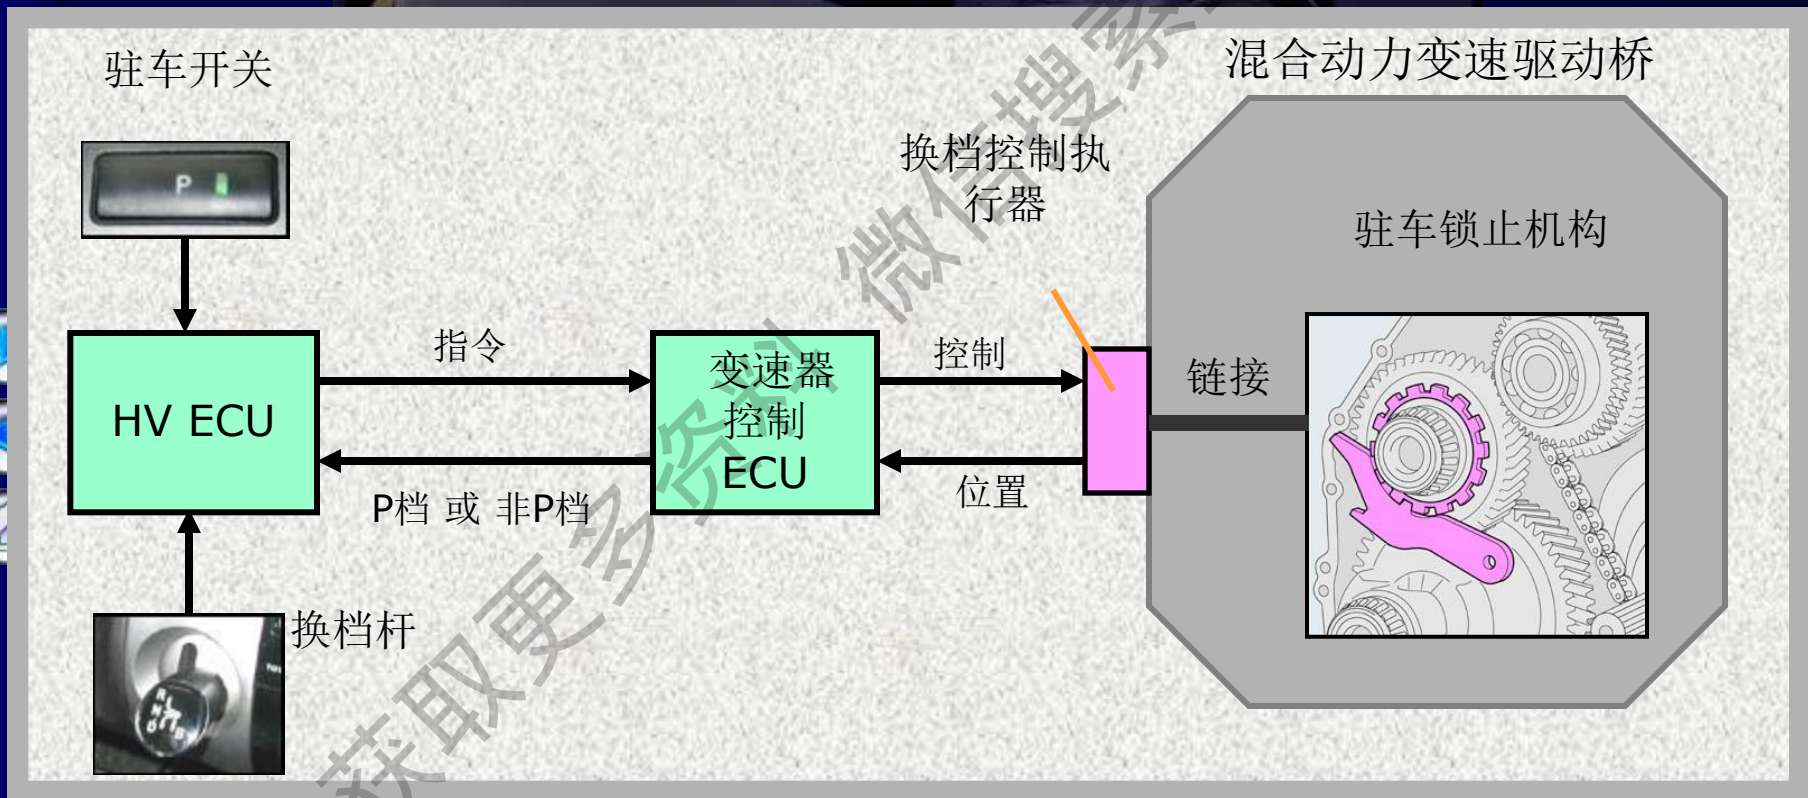 驻车开关
混合动力变速驱动桥
换档控制执
行器
P
驻车锁止机构
指令
控制
HV ECU
变速器
控制
ECU
链接
P档 或 非P档
位置
换档杆
R
N
D
B
获取更多资料 微信搜索